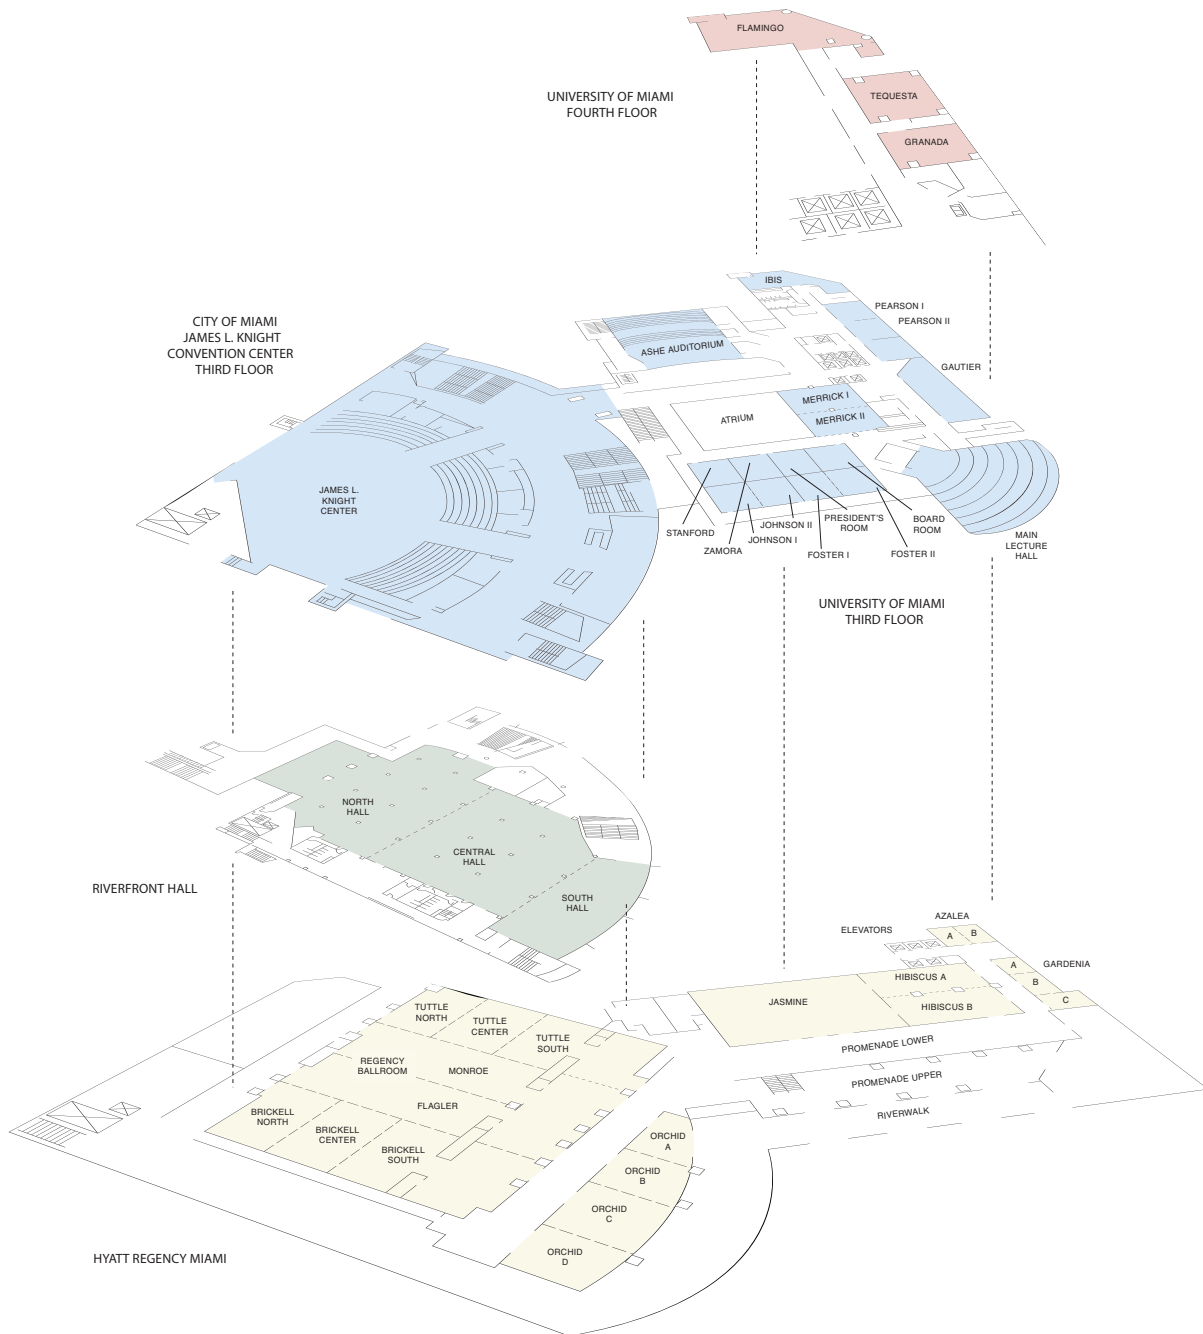 FLAMINGO
UNIVERSITY OF MIAMI
FOURTH FLOOR
TEQUESTA
GRANADA
IBIS
PEARSON I
PEARSON II
CITY OF MIAMI
JAMES L. KNIGHT
CONVENTION CENTER
THIRD FLOOR
ASHE AUDITORIUM
GAUTIER
MERRICK I
MERRICK II
ATRIUM
JAMES L.
KNIGHT
CENTER
STANFORD
ZAMORA
JOHNSON I
JOHNSON II
FOSTER I
PRESIDENT'S
ROOM
BOARD
ROOM
FOSTER II
MAIN
LECTURE
HALL
UNIVERSITY OF MIAMI
THIRD FLOOR
NORTH
HALL
CENTRAL
HALL
SOUTH
HALL
RIVERFRONT HALL
AZALEA
A
B
ELEVATORS
GARDENIA
A
B
C
HIBISCUS A
HIBISCUS B
JASMINE
PROMENADE LOWER
PROMENADE UPPER
RIVERWALK
TUTTLE
NORTH
TUTTLE
CENTER
TUTTLE
SOUTH
REGENCY
BALLROOM
MONROE
FLAGLER
BRICKELL
NORTH
BRICKELL
CENTER
BRICKELL
SOUTH
ORCHID
A
ORCHID
B
ORCHID
C
ORCHID
D
HYATT REGENCY MIAMI